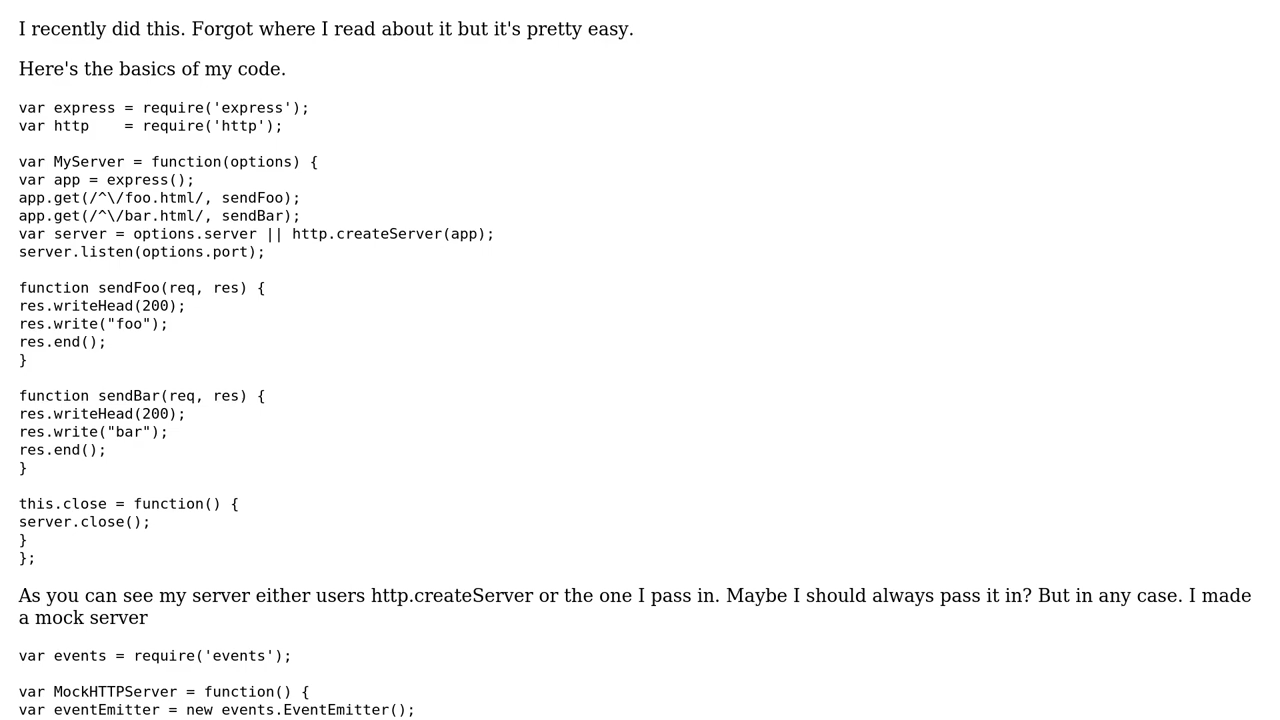 I recently did this. Forgot where I read about it but it's pretty easy.
Here's the basics of my code.
var express = require('express');
var http    = require('http');
var MyServer = function(options) {
var app = express();
app.get(/^\/foo.html/, sendFoo);
app.get(/^\/bar.html/, sendBar);
var server = options.server || http.createServer(app);
server.listen(options.port);
function sendFoo(req, res) {
res.writeHead(200);
res.write("foo");
res.end();
}
function sendBar(req, res) {
res.writeHead(200);
res.write("bar");
res.end();
}
this.close = function() {
server.close();
}
};
As you can see my server either users http.createServer or the one I pass in. Maybe I should always pass it in? But in any case. I made
a mock server
var events = require('events');
var MockHTTPServer = function() {
var eventEmitter = new events.EventEmitter();